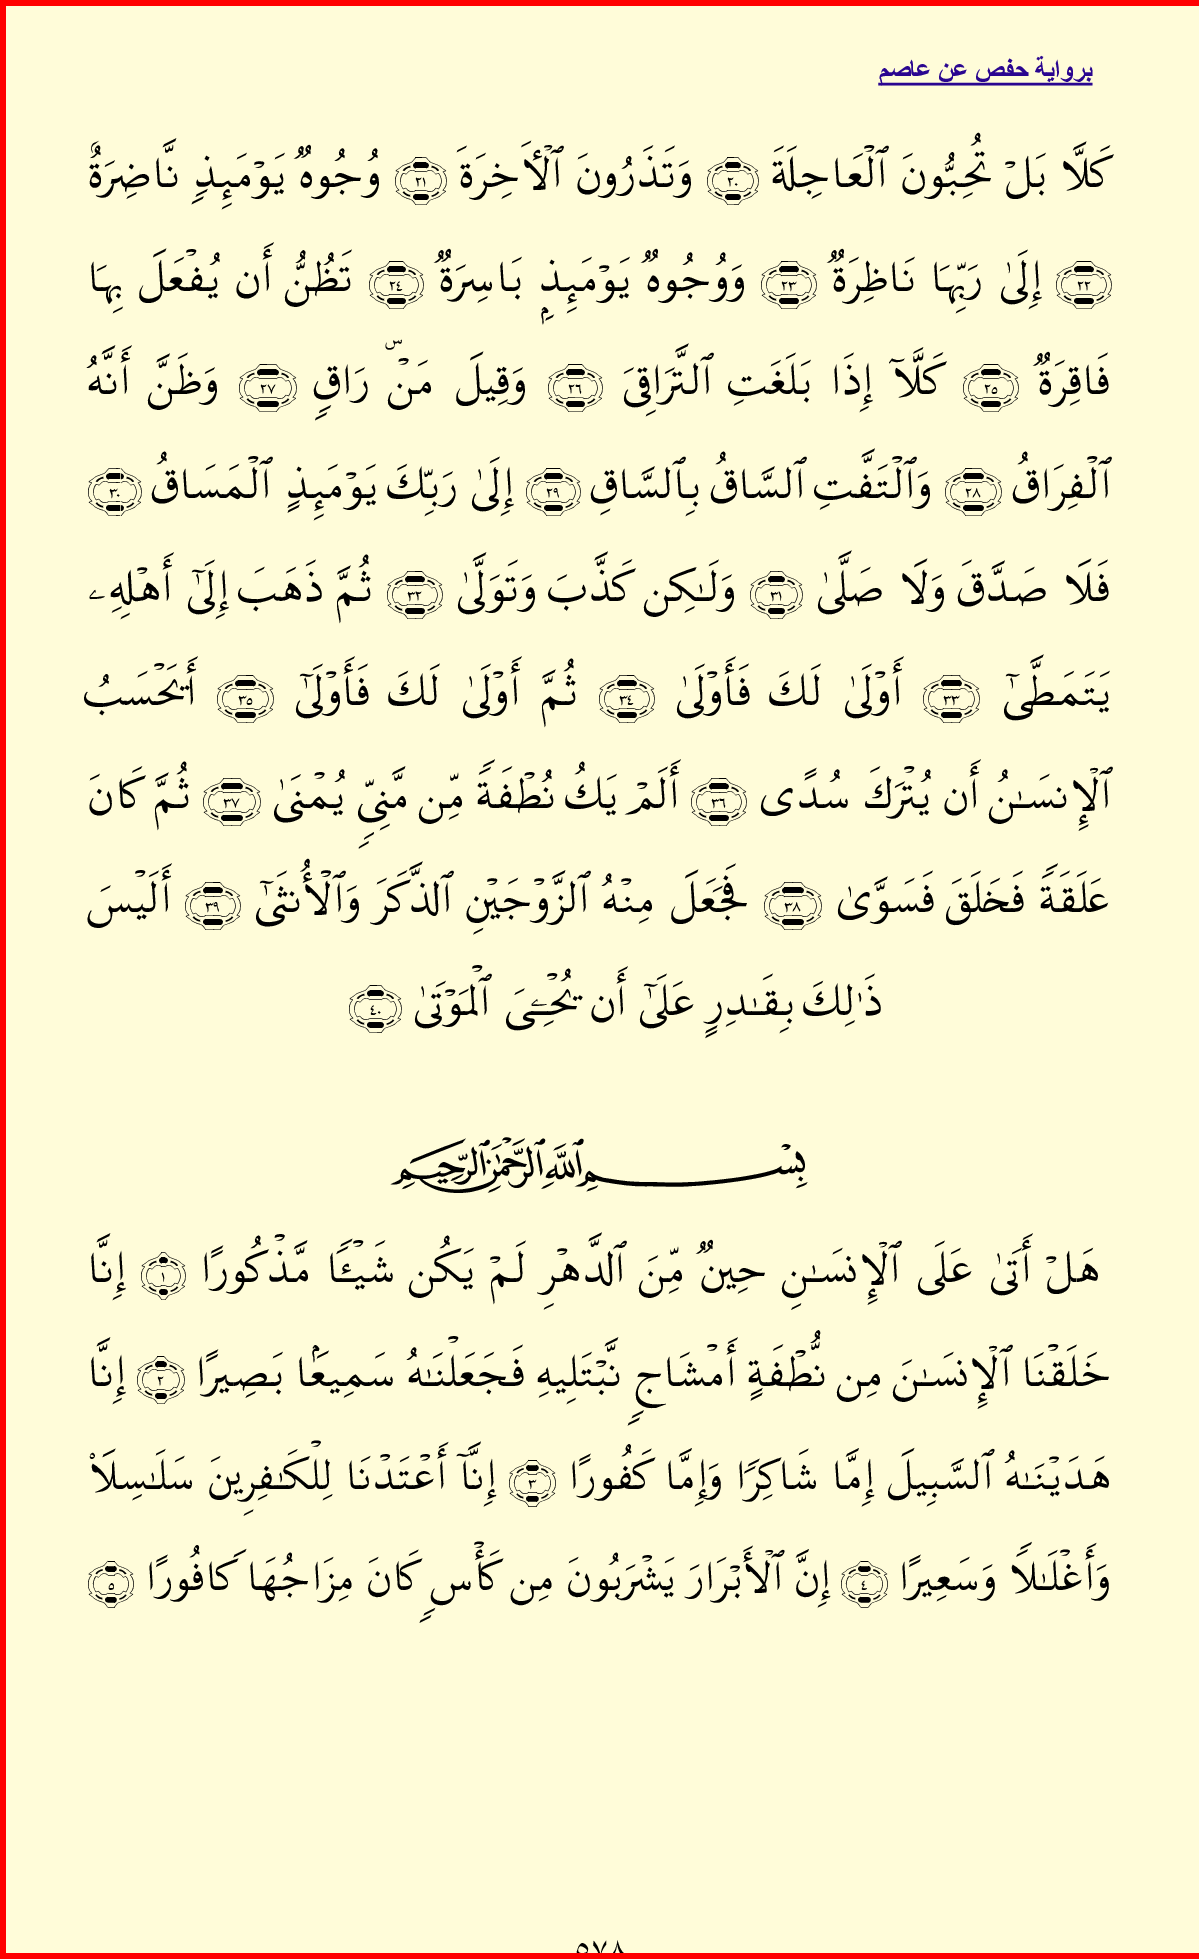 برواية حفص عن عاصم
كَلَّا بَلۡ تُحِبُّونَ ٱلۡعَاجِلَةَ ٢٠ وَتَذَرُونَ ٱلۡأٓخِرَةَ ٢١ وُجُوهٞ يَوۡمَئِذٖ نَّاضِرَةٌ
٢٢ إِلَىٰ رَبِّهَا نَاظِرَةٞ ٢٣ وَوُجُوهٞ يَوۡمَئِذِۭ بَاسِرَةٞ ٢٤ تَظُنُّ أَن يُفۡعَلَ بِهَا
فَاقِرَةٞ ٢٥ كَلَّآ إِذَا بَلَغَتِ ٱلتَّرَاقِيَ ٢٦ وَقِيلَ مَنۡۜ رَاقٖ ٢٧ وَظَنَّ أَنَّهُ
ٱلۡفِرَاقُ ٢٨ وَٱلۡتَفَّتِ ٱلسَّاقُ بِٱلسَّاقِ ٢٩ إِلَىٰ رَبِّكَ يَوۡمَئِذٍ ٱلۡمَسَاقُ ٣٠
فَلَا صَدَّقَ وَلَا صَلَّىٰ ٣١ وَلَٰكِن كَذَّبَ وَتَوَلَّىٰ ٣٢ ثُمَّ ذَهَبَ إِلَىٰٓ أَهۡلِهِۦ
يَتَمَطَّىٰٓ ٣٣ أَوۡلَىٰ لَكَ فَأَوۡلَىٰ ٣٤ ثُمَّ أَوۡلَىٰ لَكَ فَأَوۡلَىٰٓ ٣٥ أَيَحۡسَبُ
ٱلۡإِنسَٰنُ أَن يُتۡرَكَ سُدًى ٣٦ أَلَمۡ يَكُ نُطۡفَةٗ مِّن مَّنِيّٖ يُمۡنَىٰ ٣٧ ثُمَّ كَانَ
عَلَقَةٗ فَخَلَقَ فَسَوَّىٰ ٣٨ فَجَعَلَ مِنۡهُ ٱلزَّوۡجَيۡنِ ٱلذَّكَرَ وَٱلۡأُنثَىٰٓ ٣٩ أَلَيۡسَ
ذَٰلِكَ بِقَٰدِرٍ عَلَىٰٓ أَن يُحۡـِۧيَ ٱلۡمَوۡتَىٰ ٤٠
بِسۡمِ ٱللَّهِ ٱلرَّحۡمَٰنِ ٱلرَّحِيمِ
هَلۡ أَتَىٰ عَلَى ٱلۡإِنسَٰنِ حِينٞ مِّنَ ٱلدَّهۡرِ لَمۡ يَكُن شَيۡـٔٗا مَّذۡكُورًا ١ إِنَّا
خَلَقۡنَا ٱلۡإِنسَٰنَ مِن نُّطۡفَةٍ أَمۡشَاجٖ نَّبۡتَلِيهِ فَجَعَلۡنَٰهُ سَمِيعَۢا بَصِيرًا ٢ إِنَّا
هَدَيۡنَٰهُ ٱلسَّبِيلَ إِمَّا شَاكِرٗا وَإِمَّا كَفُورًا ٣ إِنَّآ أَعۡتَدۡنَا لِلۡكَٰفِرِينَ سَلَٰسِلَاْ
وَأَغۡلَٰلٗا وَسَعِيرًا ٤ إِنَّ ٱلۡأَبۡرَارَ يَشۡرَبُونَ مِن كَأۡسٖ كَانَ مِزَاجُهَا كَافُورًا ٥
٥٧٨